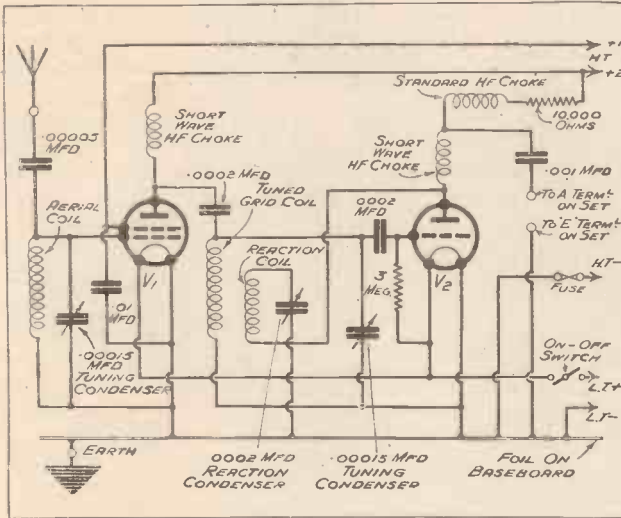 +1
HT
+2
STANDARD HF CHOKE
10,000
OHMS
SHORT
WAVE
HF CHOKE
SHORT
WAVE
HF CHOKE
.00005
MFD
.0002 MFD
TUNED
GRID COIL
.0002
MFD
.001 MFD
TO A TERML
ON SET
TO 'E' TERML
ON SET
AERIAL
COIL
REACTION
COIL
V1
V2
3
MEG.
H.T-
FUSE
.01
MFD
.00015
MFD
TUNING
CONDENSER
ON-OFF
SWITCH
L.T+
L.T-
EARTH
.0002 MFD
REACTION
CONDENSER
.00015 MFD
TUNING
CONDENSER
FOIL ON
BASEBOARD